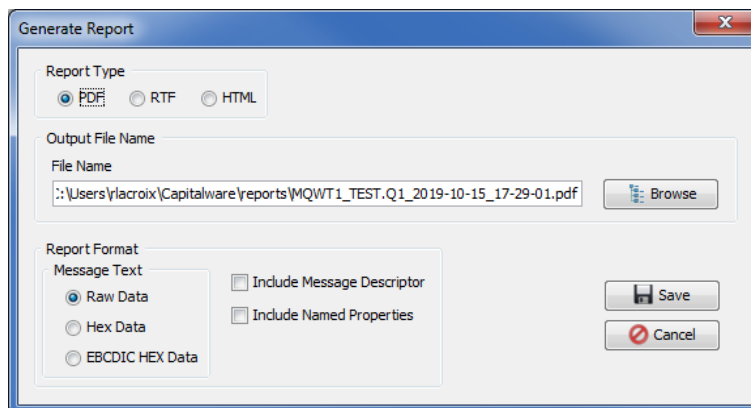 Generate Report
Report Type
PDF RTF HTML
Output File Name
File Name
:\Users\rlacroix\Capitalware\reports\MQWT1_TEST.Q1_2019-10-15_17-29-01.pdf Browse
Report Format
Message Text
Raw Data
Hex Data
EBCDIC HEX Data
Include Message Descriptor
Include Named Properties
Save
Cancel